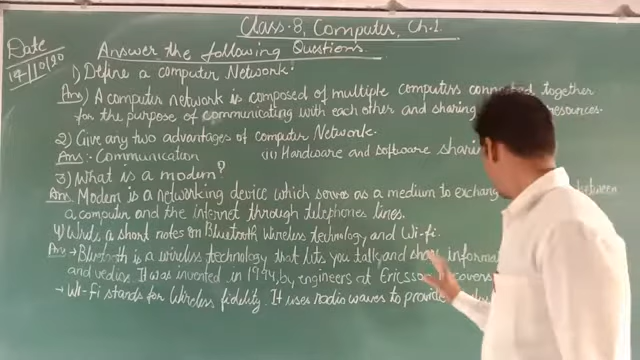 Class-8, Computer, Ch.1
Date
14/10/20
Answer the following Questions.
1) Define a computer Network.
Ans) A computer network is composed of multiple computers connected together
for the purpose of communicating with each other and sharing resources.
2) Give any two advantages of computer Network.
Ans:- Communication (ii) Hardware and software sharing
3) What is a modem?
Ans. Modem is a networking device which serves as a medium to exchange between
a computer and the Internet through telephones lines.
4) Write a short notes on Bluetooth wireless technology and Wi-fi.
Ans → Bluetooth is a wireless technology that lets you talk and share informa
and vedios. It was invented in 1994, by engineers at Ericsson covers
→ Wi-Fi stands for Wireless fidelity. It uses radio waves to provide